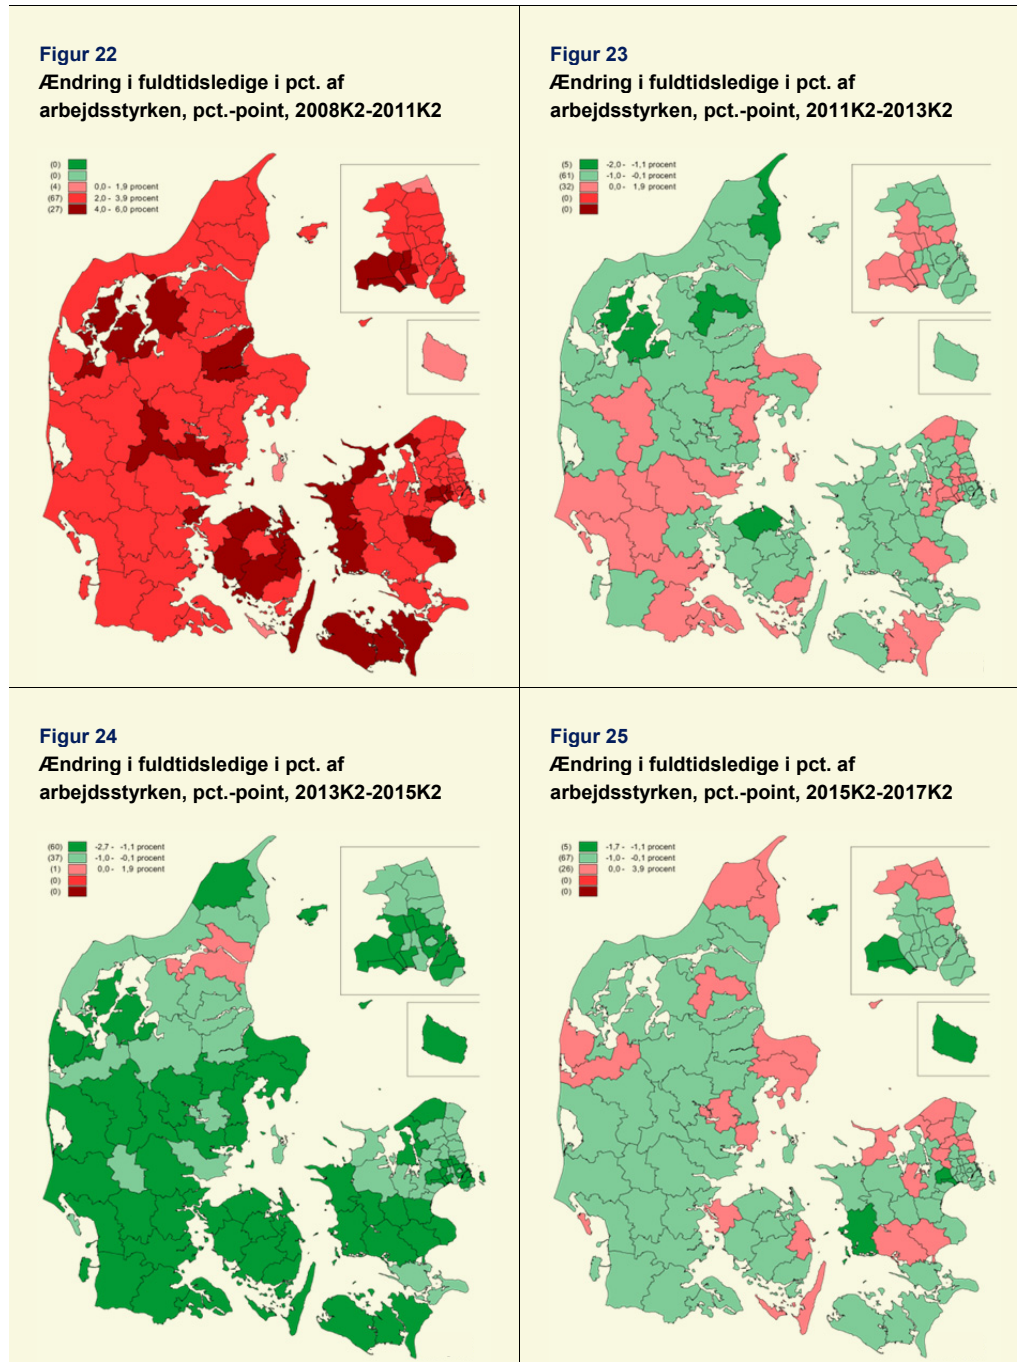 Figur 22
Ændring i fuldtidsledige i pct. af
arbejdsstyrken, pct.-point, 2008K2-2011K2
(0)
(0)
(4) 0,0 - 1,9 procent
(67) 2,0 - 3,9 procent
(27) 4,0 - 6,0 procent
Figur 23
Ændring i fuldtidsledige i pct. af
arbejdsstyrken, pct.-point, 2011K2-2013K2
(5) -2,0 - -1,1 procent
(61) -1,0 - -0,1 procent
(32) 0,0 - 1,9 procent
(0)
(0)
Figur 24
Ændring i fuldtidsledige i pct. af
arbejdsstyrken, pct.-point, 2013K2-2015K2
(60) -2,7 - -1,1 procent
(37) -1,0 - -0,1 procent
(1) 0,0 - 1,9 procent
(0)
(0)
Figur 25
Ændring i fuldtidsledige i pct. af
arbejdsstyrken, pct.-point, 2015K2-2017K2
(5) -1,7 - -1,1 procent
(67) -1,0 - -0,1 procent
(26) 0,0 - 3,9 procent
(0)
(0)